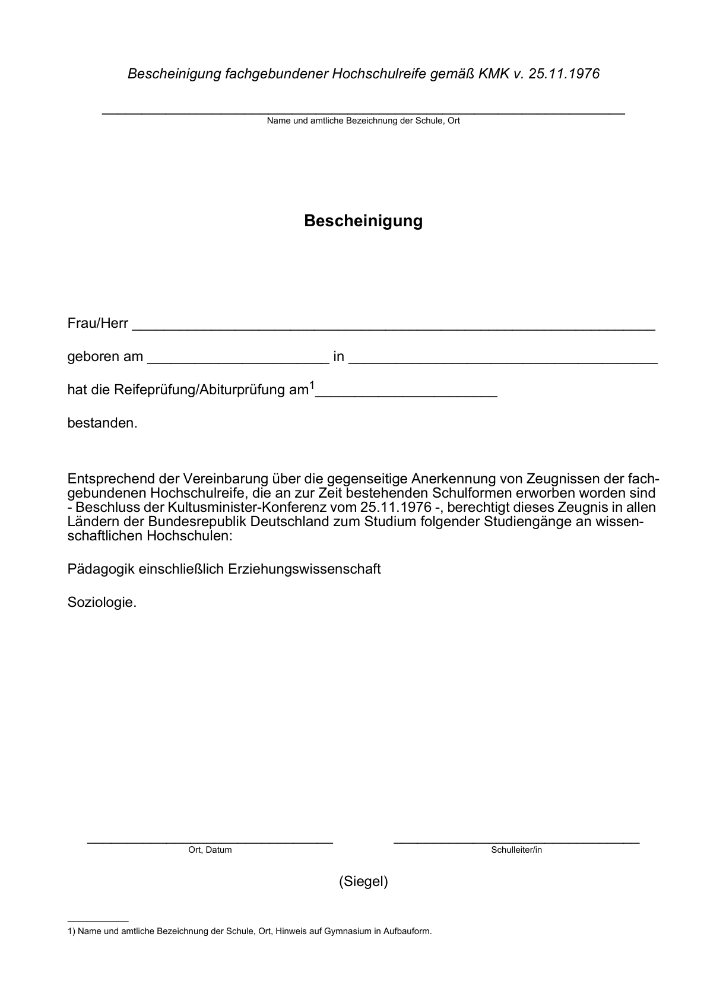 Bescheinigung fachgebundener Hochschulreife gemäß KMK v. 25.11.1976
Name und amtliche Bezeichnung der Schule, Ort
Bescheinigung
Frau/Herr ____________________________________________________________________
geboren am _______________________ in ________________________________________
hat die Reifeprüfung/Abiturprüfung am1_______________________
bestanden.
Entsprechend der Vereinbarung über die gegenseitige Anerkennung von Zeugnissen der fach-
gebundenen Hochschulreife, die an zur Zeit bestehenden Schulformen erworben worden sind
- Beschluss der Kultusminister-Konferenz vom 25.11.1976 -, berechtigt dieses Zeugnis in allen
Ländern der Bundesrepublik Deutschland zum Studium folgender Studiengänge an wissen-
schaftlichen Hochschulen:
Pädagogik einschließlich Erziehungswissenschaft
Soziologie.
Ort, Datum
Schulleiter/in
(Siegel)
1) Name und amtliche Bezeichnung der Schule, Ort, Hinweis auf Gymnasium in Aufbauform.